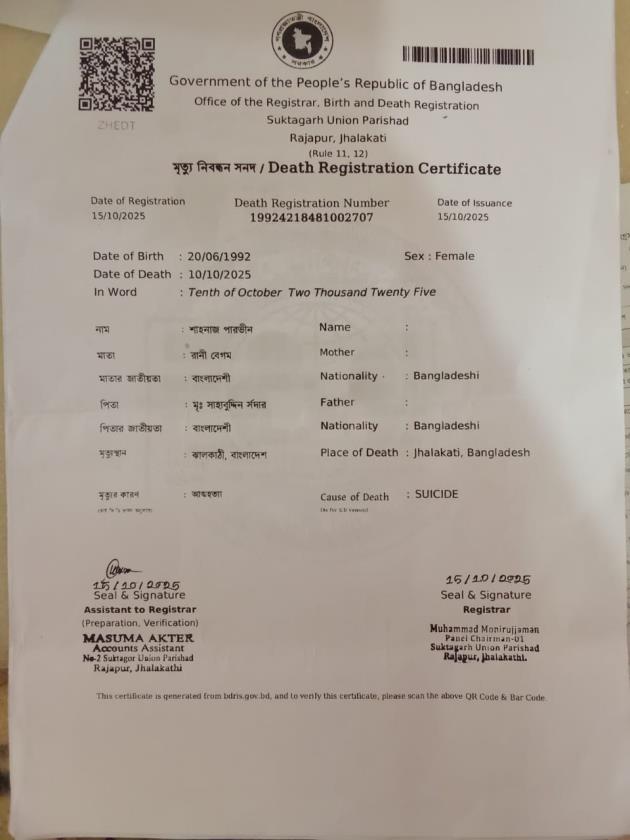 গণপ্রজাতন্ত্রী বাংলাদেশ
সরকার
ZHEDT
Government of the People's Republic of Bangladesh
Office of the Registrar, Birth and Death Registration
Suktagarh Union Parishad
Rajapur, Jhalakati
(Rule 11, 12)
মৃত্যু নিবন্ধন সনদ / Death Registration Certificate
Date of Registration Death Registration Number Date of Issuance
15/10/2025 19924218481002707 15/10/2025
Date of Birth : 20/06/1992 Sex : Female
Date of Death : 10/10/2025
In Word : Tenth of October Two Thousand Twenty Five
নাম : শাহনাজ পারভীন Name :
মাতা : রানী বেগম Mother :
মাতার জাতীয়তা : বাংলাদেশী Nationality : Bangladeshi
পিতা : মৃঃ সাহাবুদ্দিন সর্দার Father :
পিতার জাতীয়তা : বাংলাদেশী Nationality : Bangladeshi
মৃত্যুস্থান : ঝালকাঠী, বাংলাদেশ Place of Death : Jhalakati, Bangladesh
মৃত্যুর কারণ : আত্মহত্যা Cause of Death : SUICIDE
15/10/2025 15/10/2025
Seal & Signature Seal & Signature
Assistant to Registrar Registrar
(Preparation, Verification)
MASUMA AKTER Muhammad Monirujjaman
Accounts Assistant Panel Chairman-01
No-2 Suktagor Union Parishad Suktagarh Union Parishad
Rajapur, Jhalakathi Rajapur, Jhalakathi.
This certificate is generated from bdris.gov.bd, and to verify this certificate, please scan the above QR Code & Bar Code.